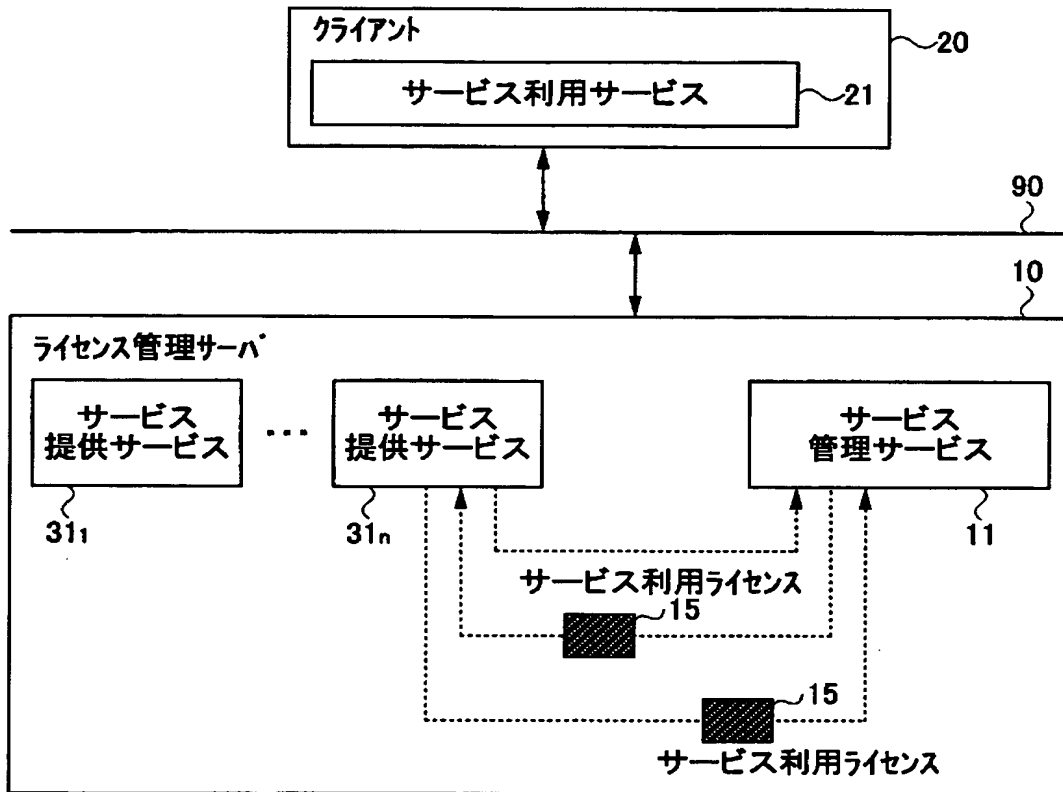 クライアント
20
サービス利用サービス
21
90
10
ライセンス管理サーバ
サービス
提供サービス
...
サービス
提供サービス
サービス
管理サービス
31₁
31ₙ
11
サービス利用ライセンス
15
15
サービス利用ライセンス